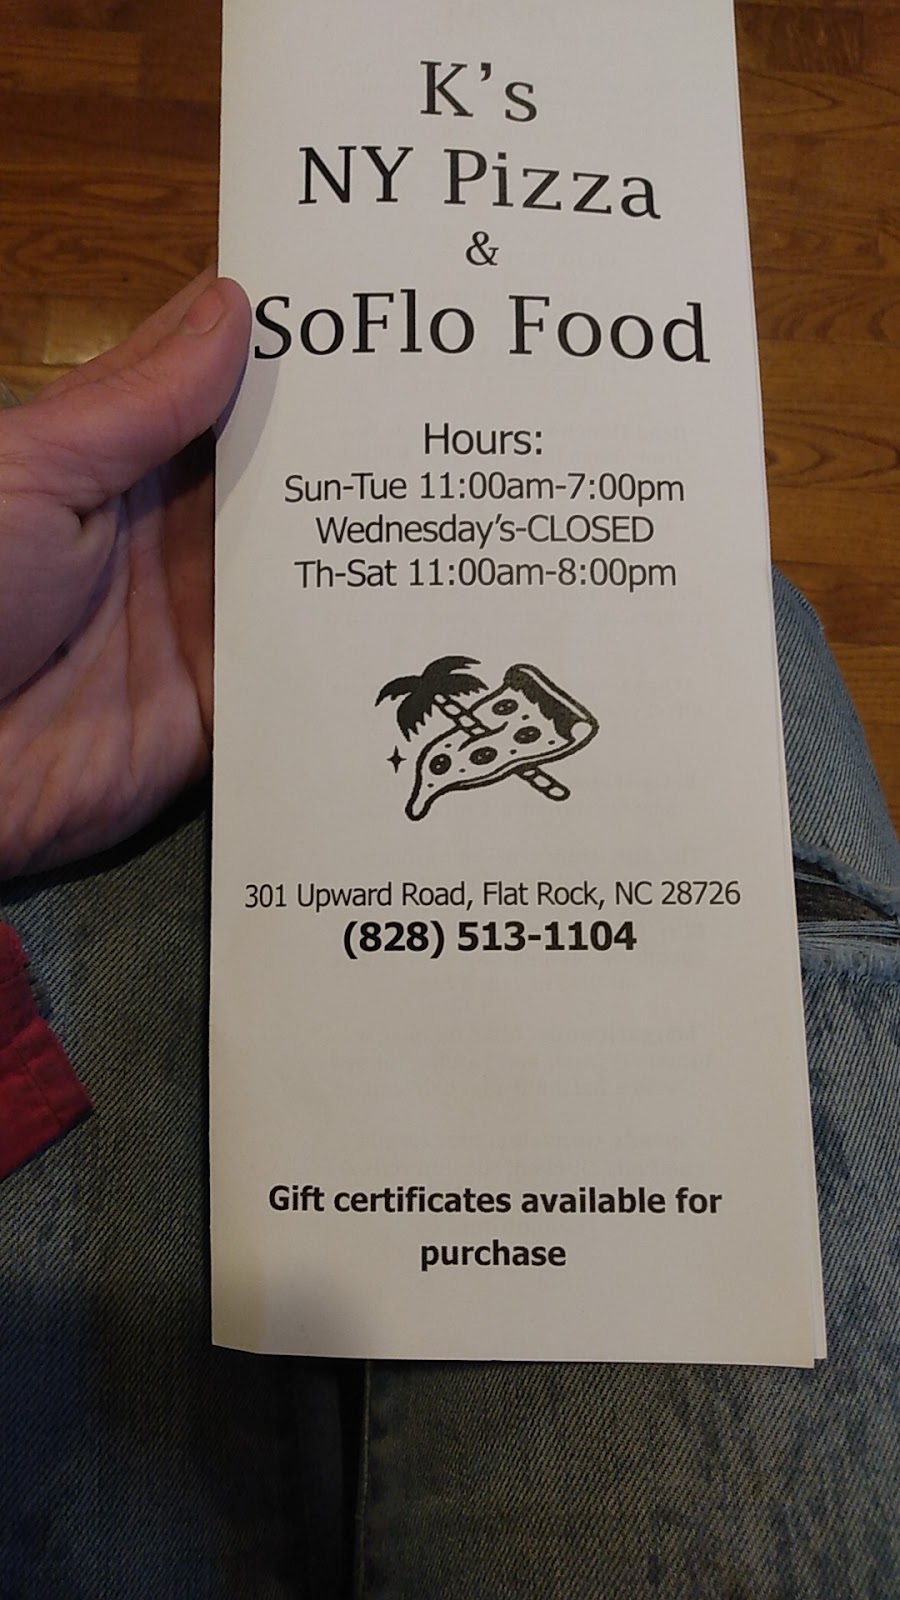 K's
NY Pizza
&
SoFlo Food
Hours:
Sun-Tue 11:00am-7:00pm
Wednesday's-CLOSED
Th-Sat 11:00am-8:00pm
301 Upward Road, Flat Rock, NC 28726
(828) 513-1104
Gift certificates available for
purchase